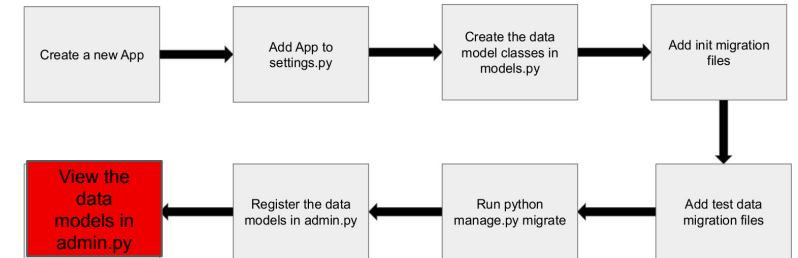 Create a new App
Add App to
settings.py
Create the data
model classes in
models.py
Add init migration
files
View the
data
models in
admin.py
Register the data
models in admin.py
Run python
manage.py migrate
Add test data
migration files